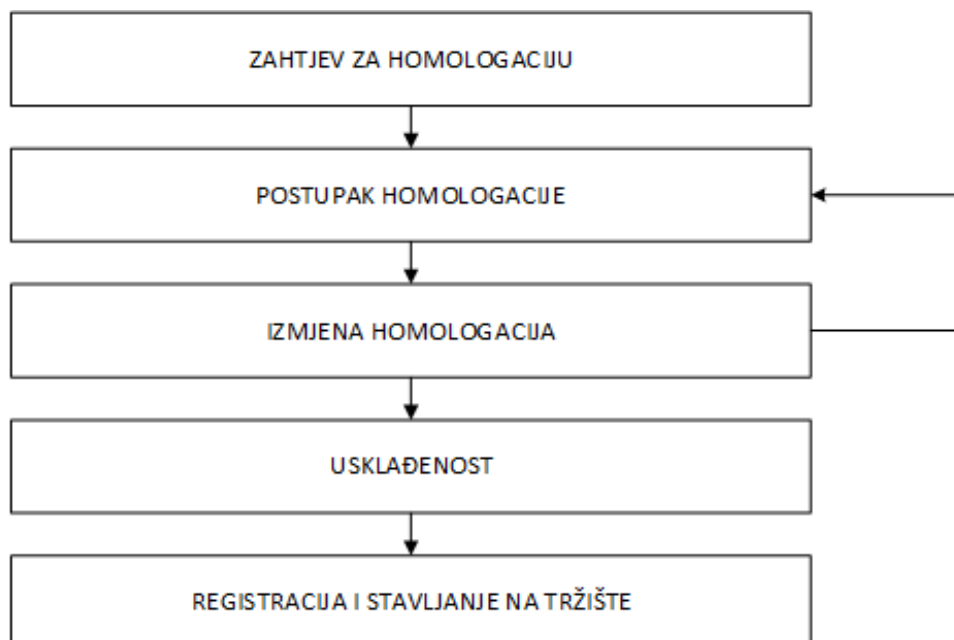 ZAHTJEV ZA HOMOLOGACIJU
POSTUPAK HOMOLOGACIJE
IZMJENA HOMOLOGACIJA
USKLAĐENOST
REGISTRACIJA I STAVLJANJE NA TRŽIŠTE